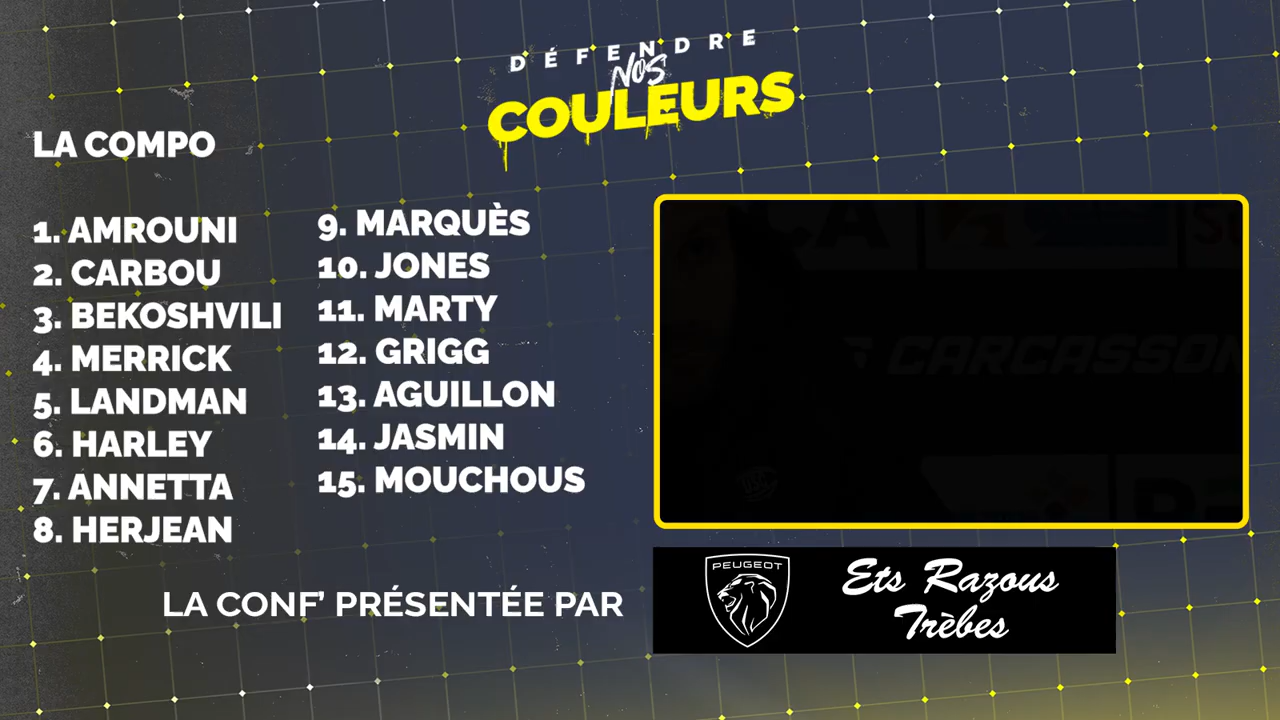 DÉFENDRE
NOS
COULEURS
LA COMPO
1. AMROUNI
2. CARBOU
3. BEKOSHVILI
4. MERRICK
5. LANDMAN
6. HARLEY
7. ANNETTA
8. HERJEAN
9. MARQUÈS
10. JONES
11. MARTY
12. GRIGG
13. AGUILLON
14. JASMIN
15. MOUCHOUS
CARCASSON
LA CONF' PRÉSENTÉE PAR
PEUGEOT
Ets Razous
Trèbes